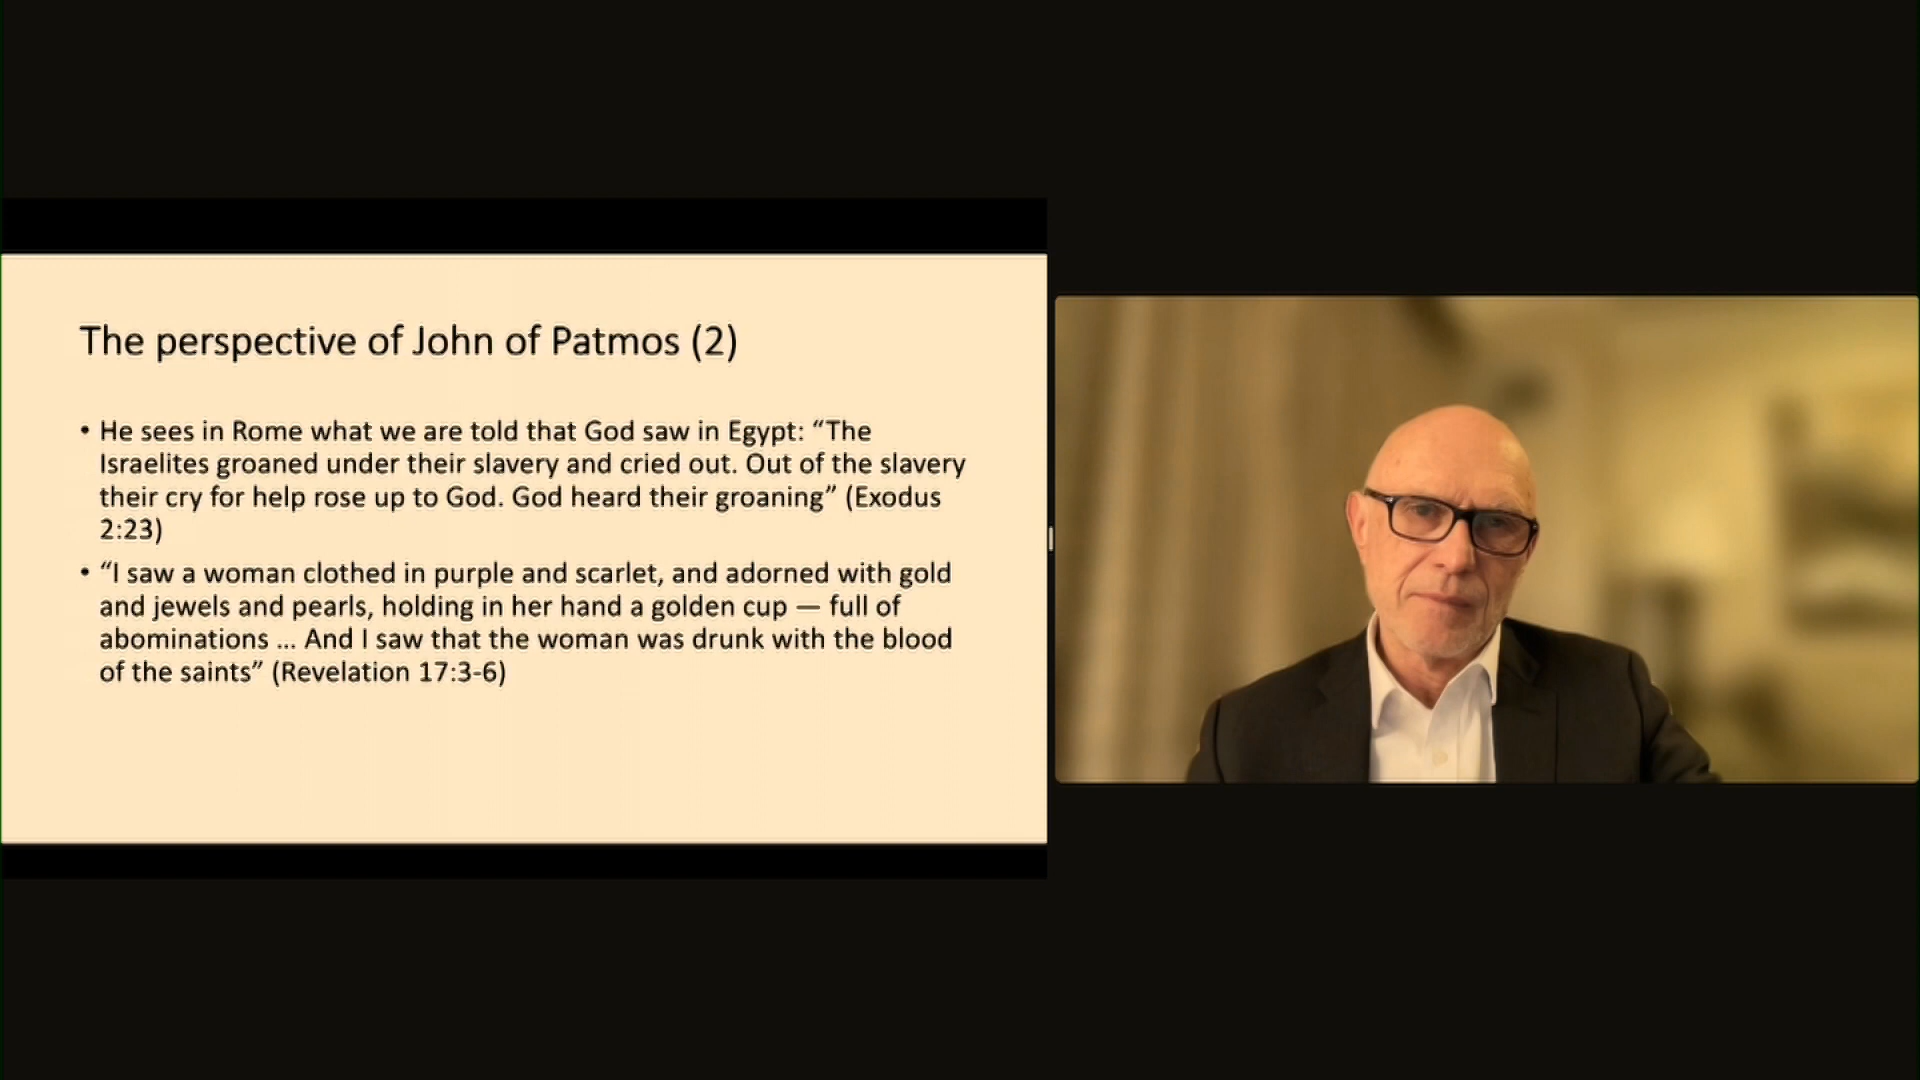 The perspective of John of Patmos (2)
• He sees in Rome what we are told that God saw in Egypt: “The
Israelites groaned under their slavery and cried out. Out of the slavery
their cry for help rose up to God. God heard their groaning” (Exodus
2:23)
• “I saw a woman clothed in purple and scarlet, and adorned with gold
and jewels and pearls, holding in her hand a golden cup — full of
abominations ... And I saw that the woman was drunk with the blood
of the saints” (Revelation 17:3-6)